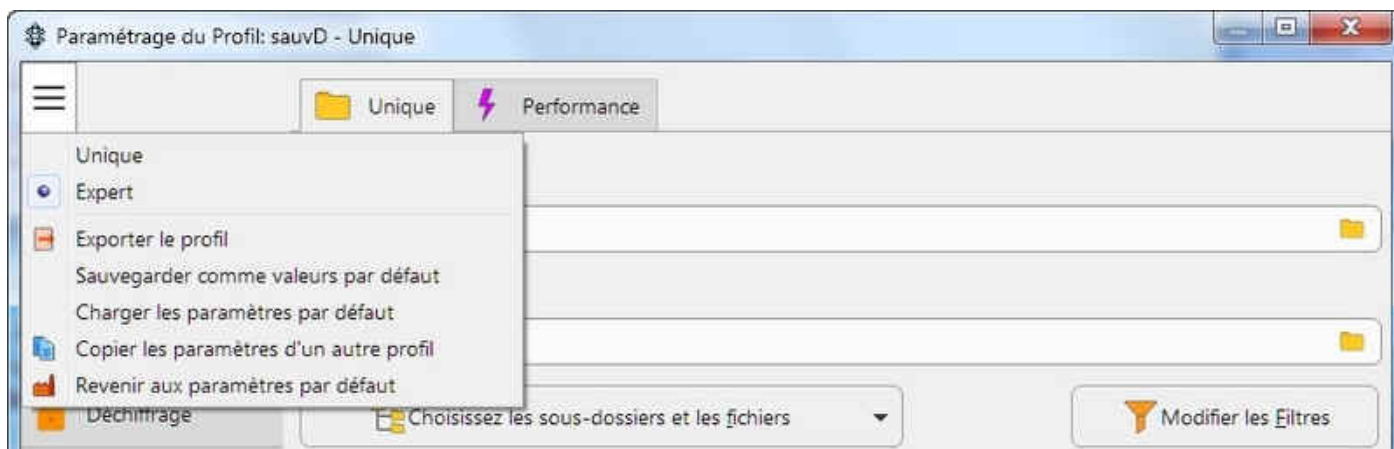 Paramétrage du Profil: sauvD - Unique
Unique Performance
Unique
Expert
Exporter le profil
Sauvegarder comme valeurs par défaut
Charger les paramètres par défaut
Copier les paramètres d'un autre profil
Revenir aux paramètres par défaut
Déchiffrage Choisissez les sous-dossiers et les fichiers Modifier les Filtres